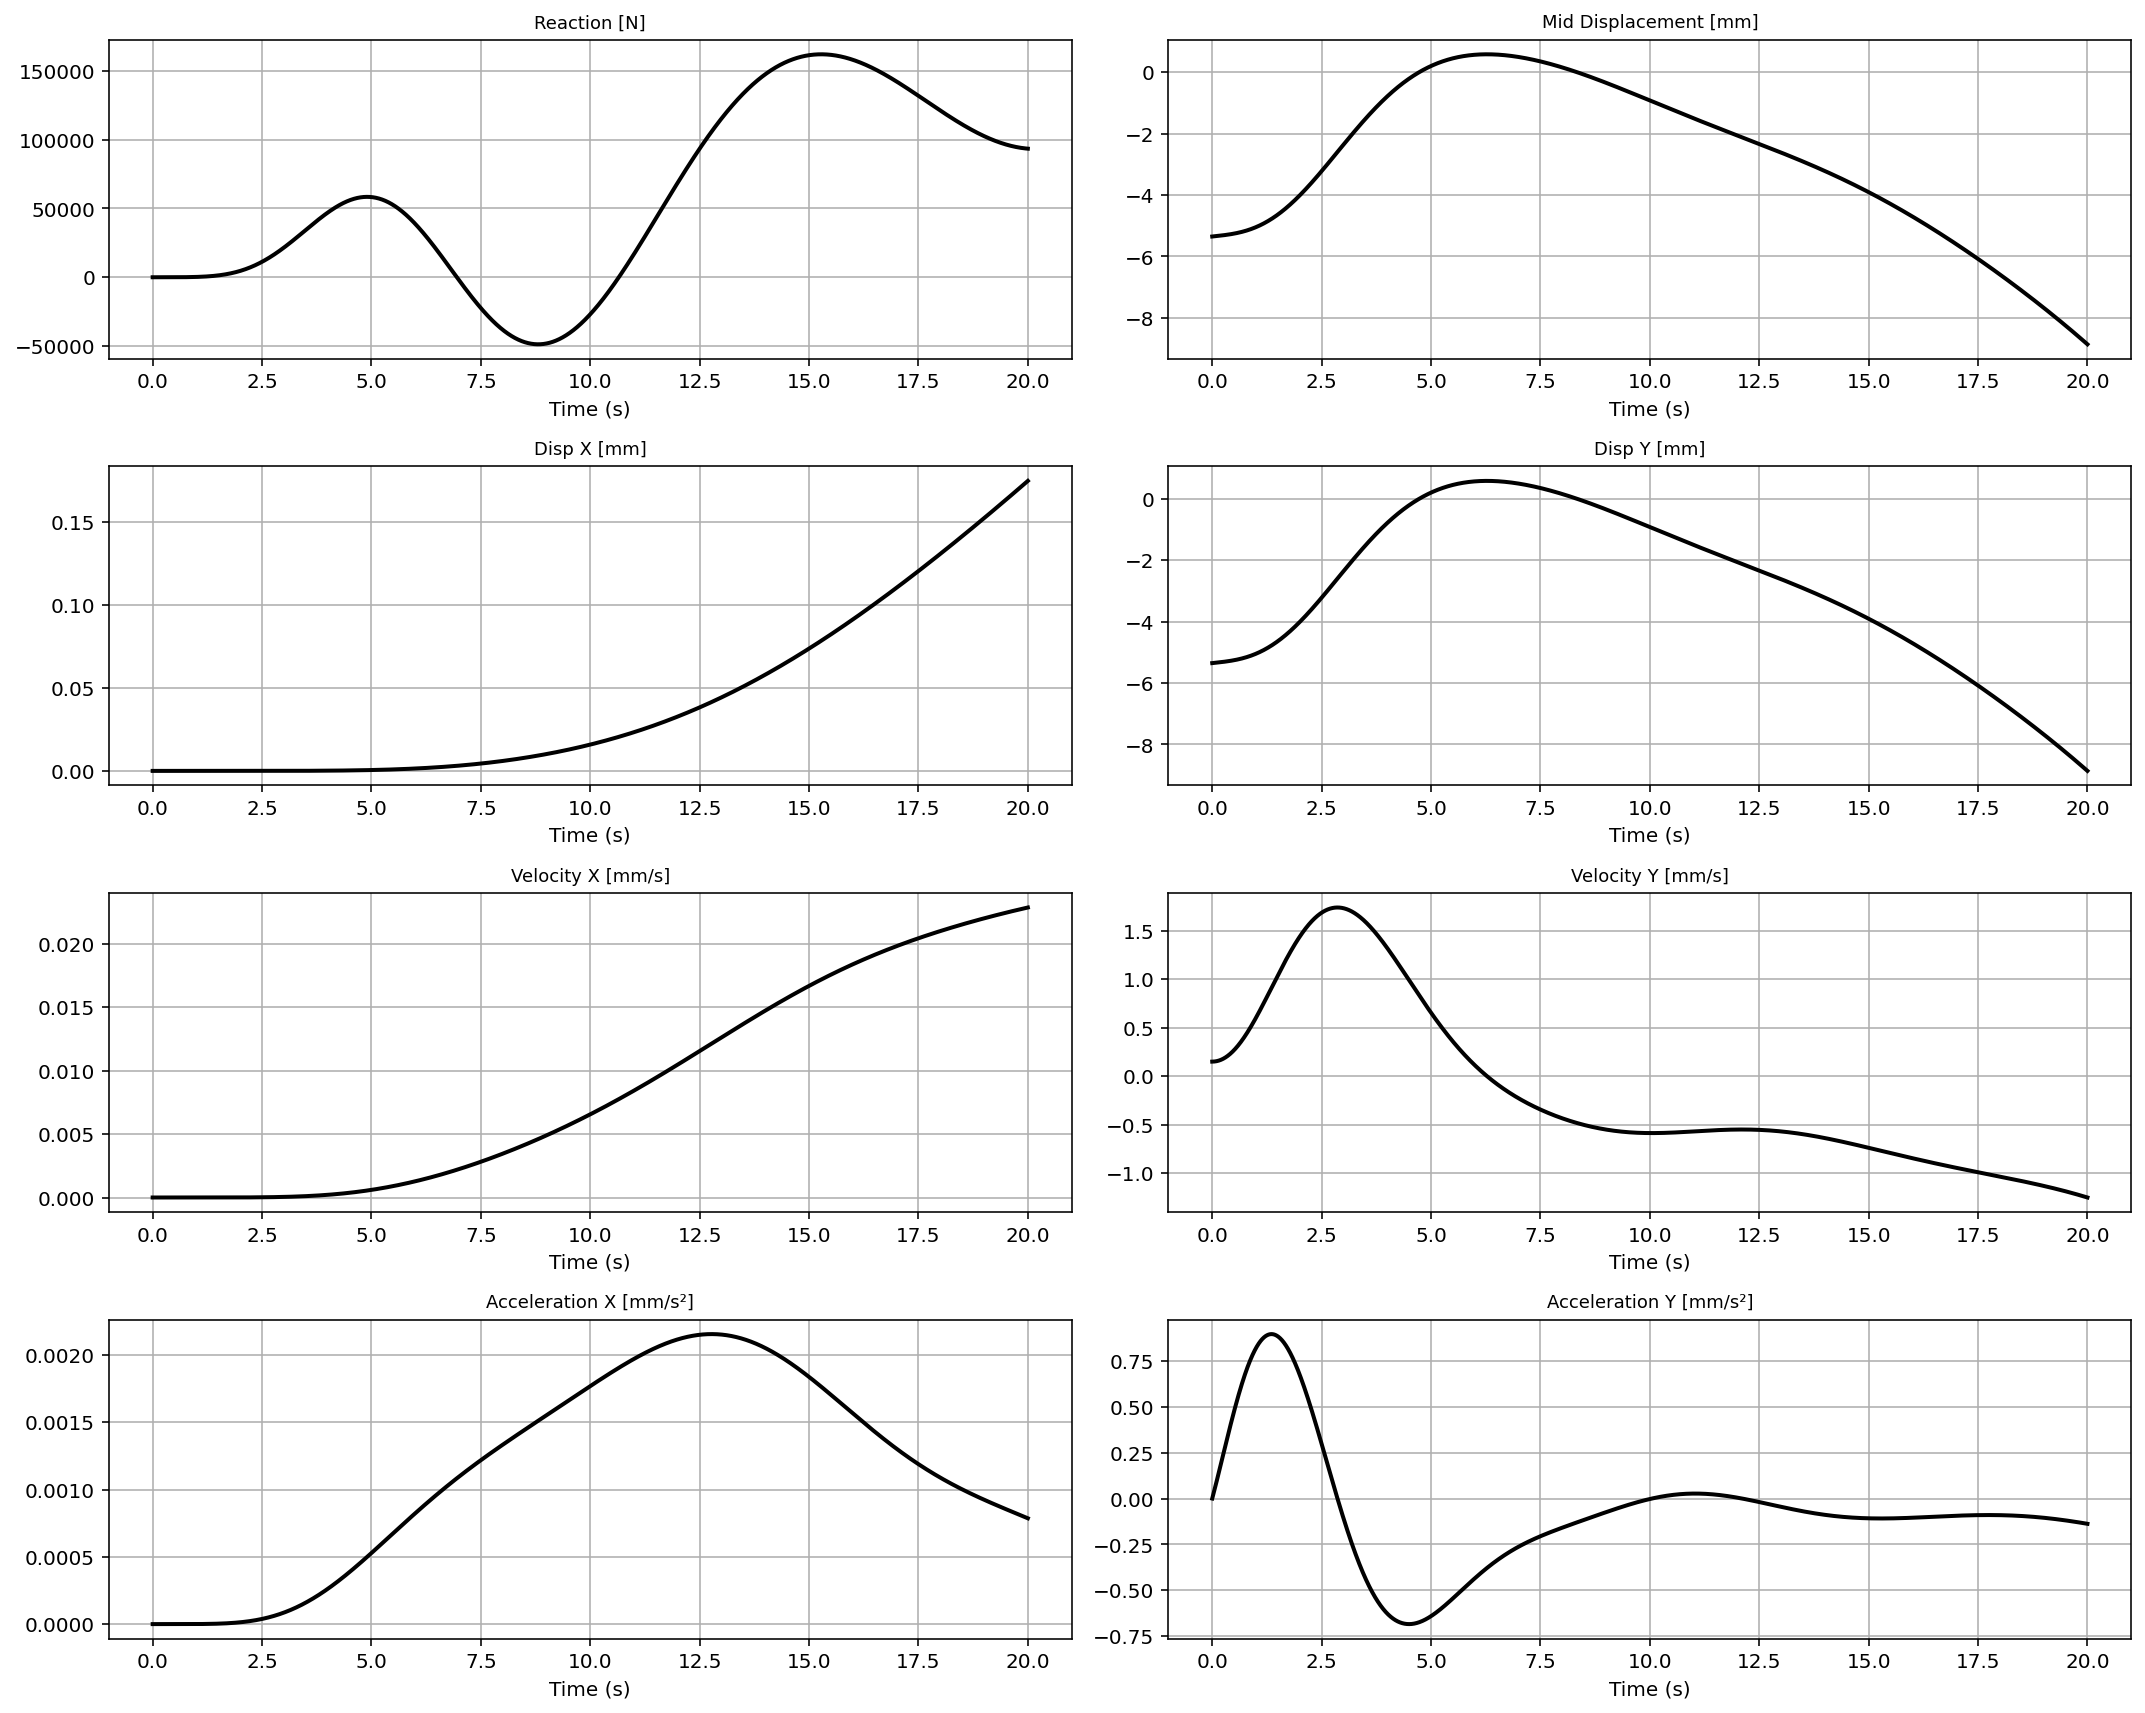 Reaction [N]
150000
100000
50000
0
−50000
0.0 2.5 5.0 7.5 10.0 12.5 15.0 17.5 20.0
Time (s)
Mid Displacement [mm]
0
−2
−4
−6
−8
0.0 2.5 5.0 7.5 10.0 12.5 15.0 17.5 20.0
Time (s)
Disp X [mm]
0.15
0.10
0.05
0.00
0.0 2.5 5.0 7.5 10.0 12.5 15.0 17.5 20.0
Time (s)
Disp Y [mm]
0
−2
−4
−6
−8
0.0 2.5 5.0 7.5 10.0 12.5 15.0 17.5 20.0
Time (s)
Velocity X [mm/s]
0.020
0.015
0.010
0.005
0.000
0.0 2.5 5.0 7.5 10.0 12.5 15.0 17.5 20.0
Time (s)
Velocity Y [mm/s]
1.5
1.0
0.5
0.0
−0.5
−1.0
0.0 2.5 5.0 7.5 10.0 12.5 15.0 17.5 20.0
Time (s)
Acceleration X [mm/s²]
0.0020
0.0015
0.0010
0.0005
0.0000
0.0 2.5 5.0 7.5 10.0 12.5 15.0 17.5 20.0
Time (s)
Acceleration Y [mm/s²]
0.75
0.50
0.25
0.00
−0.25
−0.50
−0.75
0.0 2.5 5.0 7.5 10.0 12.5 15.0 17.5 20.0
Time (s)